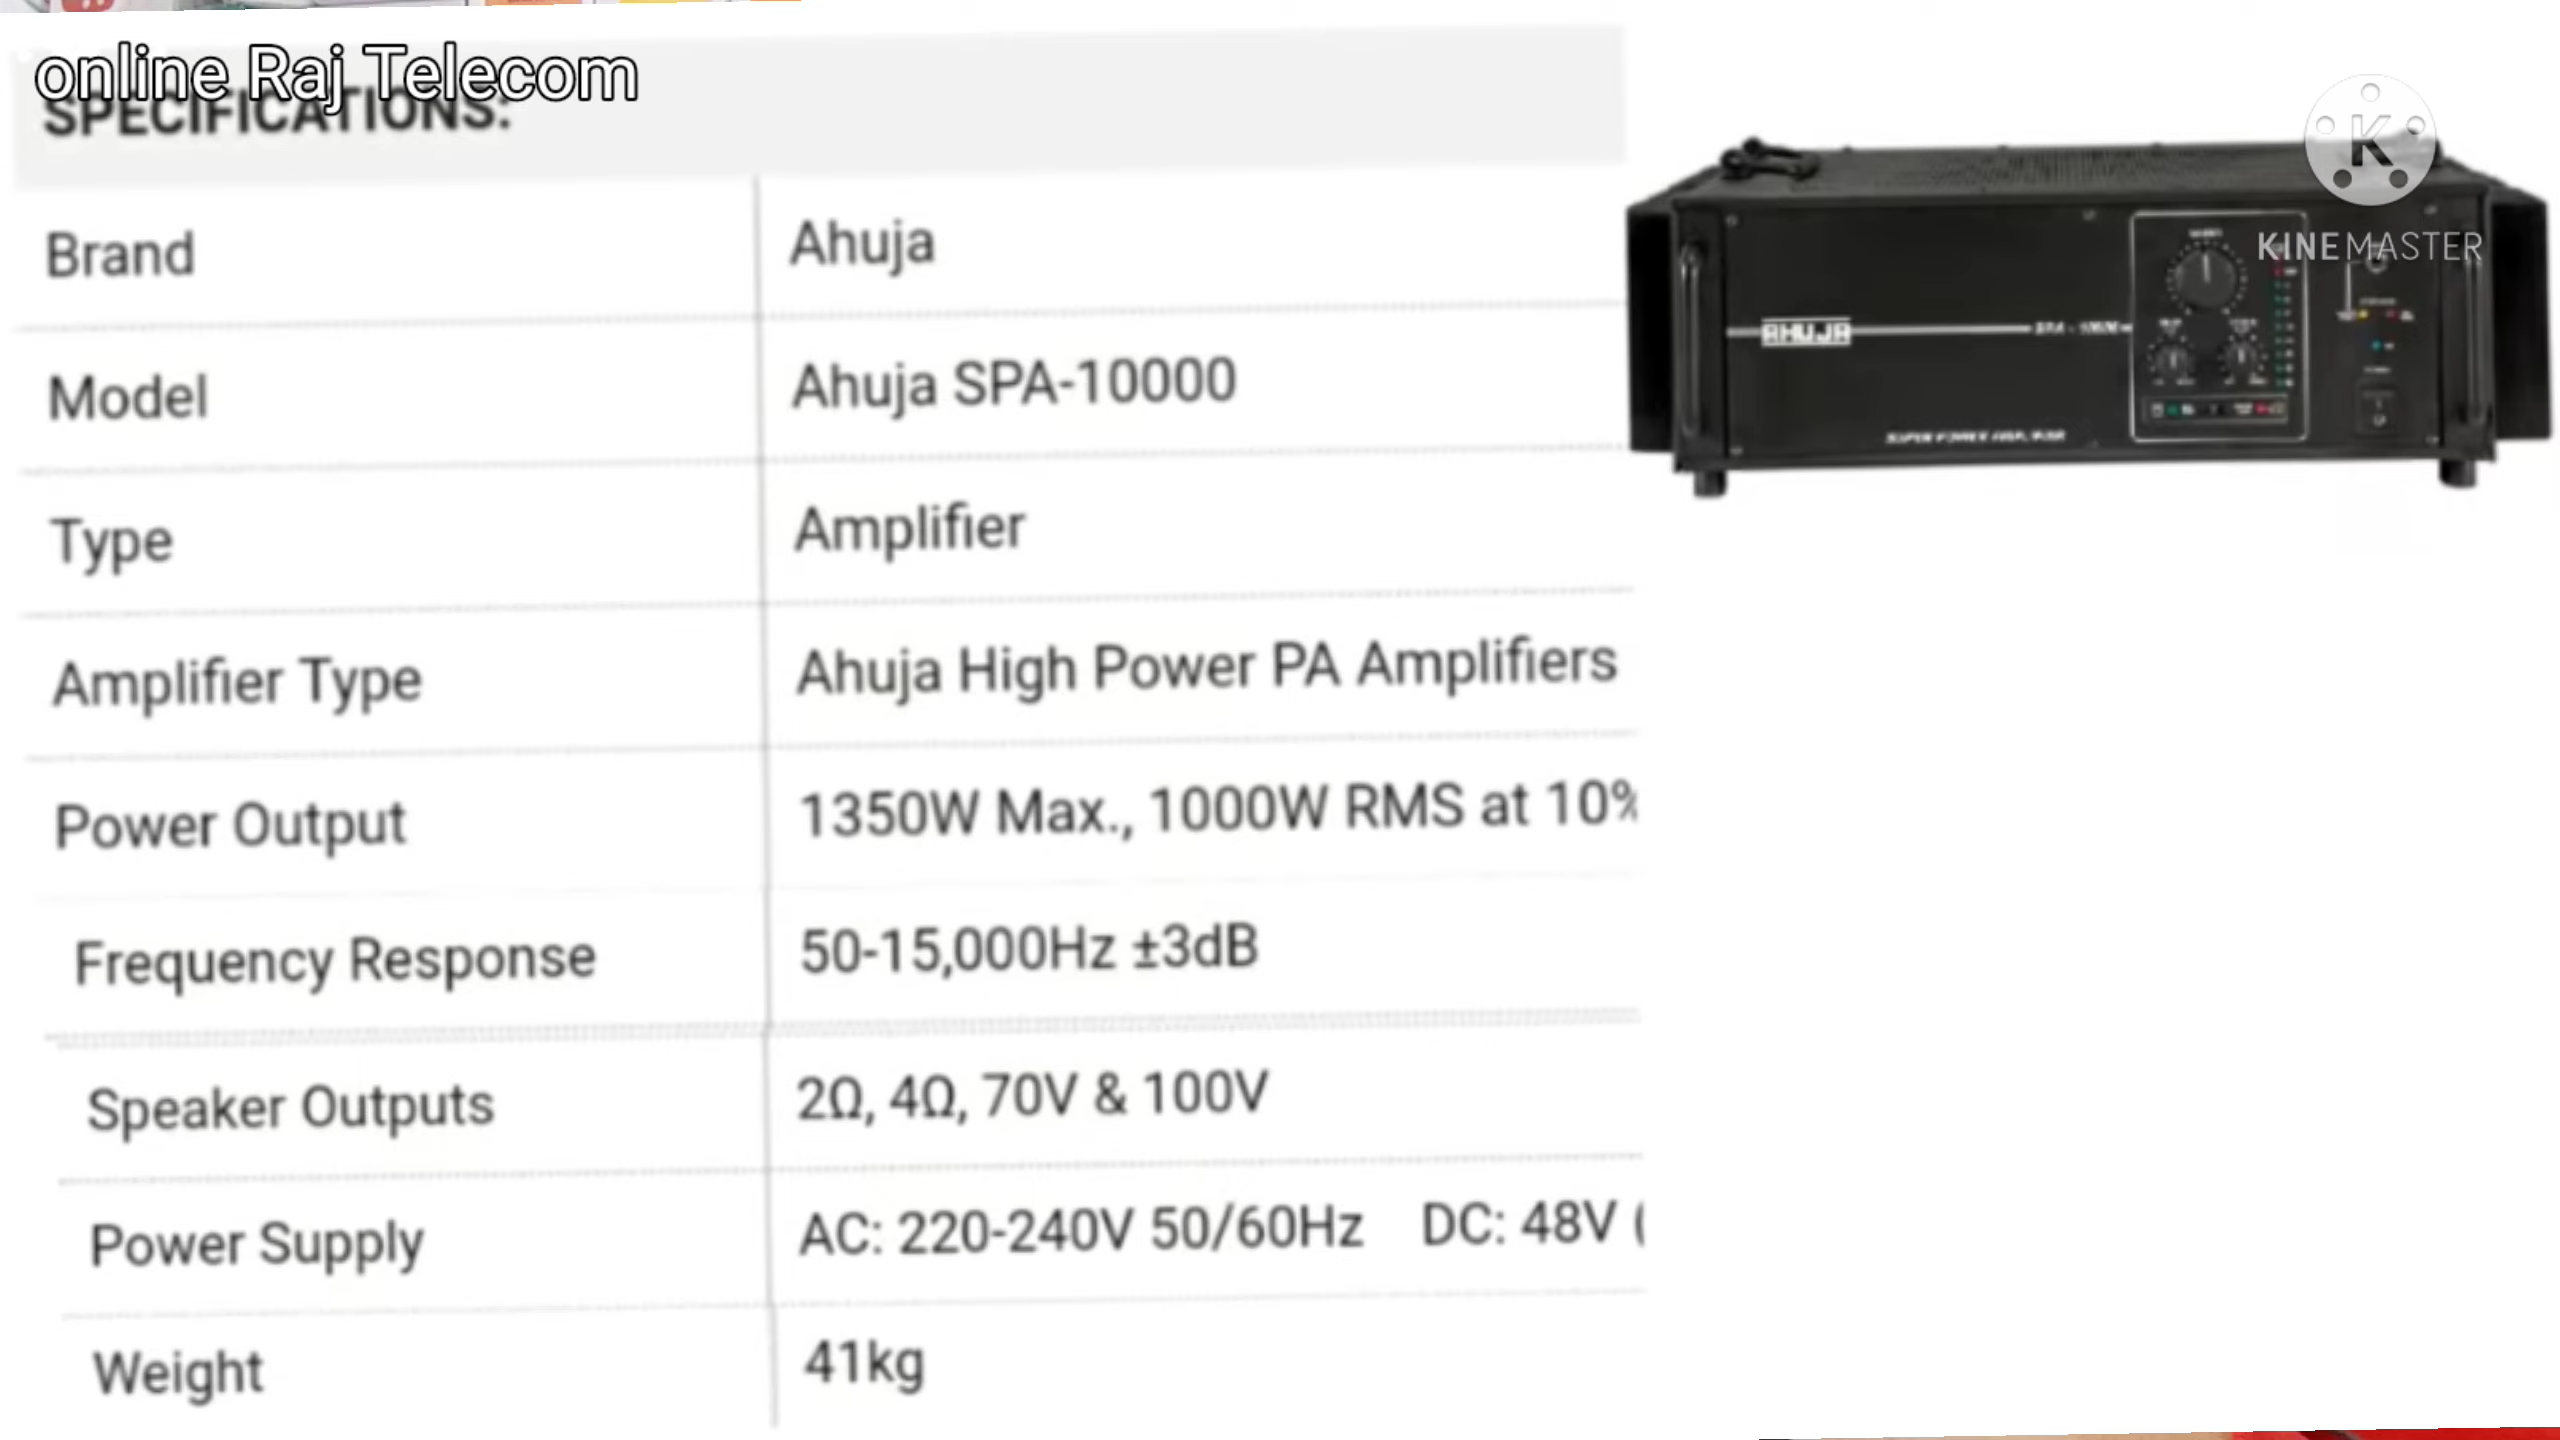 online Raj Telecom
SPECIFICATIONS:
Brand Ahuja
Model Ahuja SPA-10000
Type Amplifier
Amplifier Type Ahuja High Power PA Amplifiers
Power Output 1350W Max., 1000W RMS at 10%
Frequency Response 50-15,000Hz ±3dB
Speaker Outputs 2Ω, 4Ω, 70V & 100V
Power Supply AC: 220-240V 50/60Hz DC: 48V (
Weight 41kg
K
KINEMASTER
AHUJA